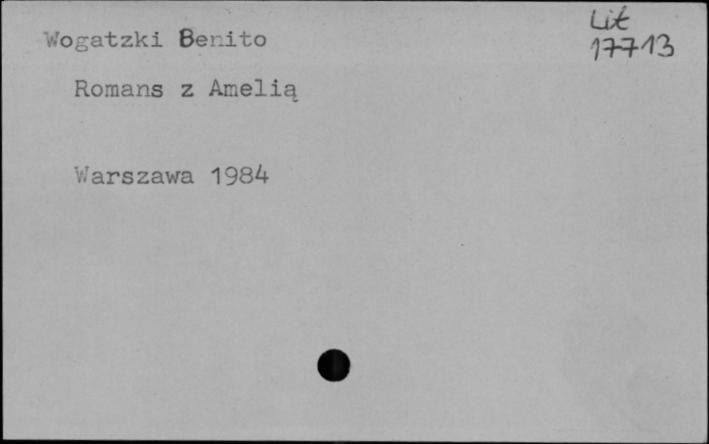 Wogatzki Benito
Lit
17713
Romans z Amelią
Warszawa 1984